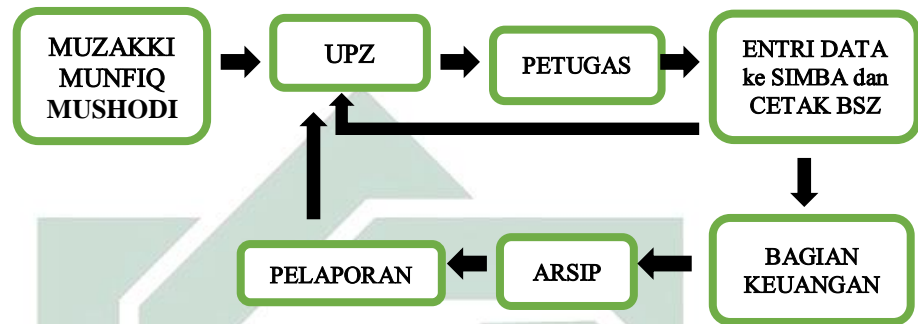 MUZAKKI
MUNFIQ
MUSHODI
UPZ
PETUGAS
ENTRI DATA
ke SIMBA dan
CETAK BSZ
PELAPORAN
ARSIP
BAGIAN
KEUANGAN